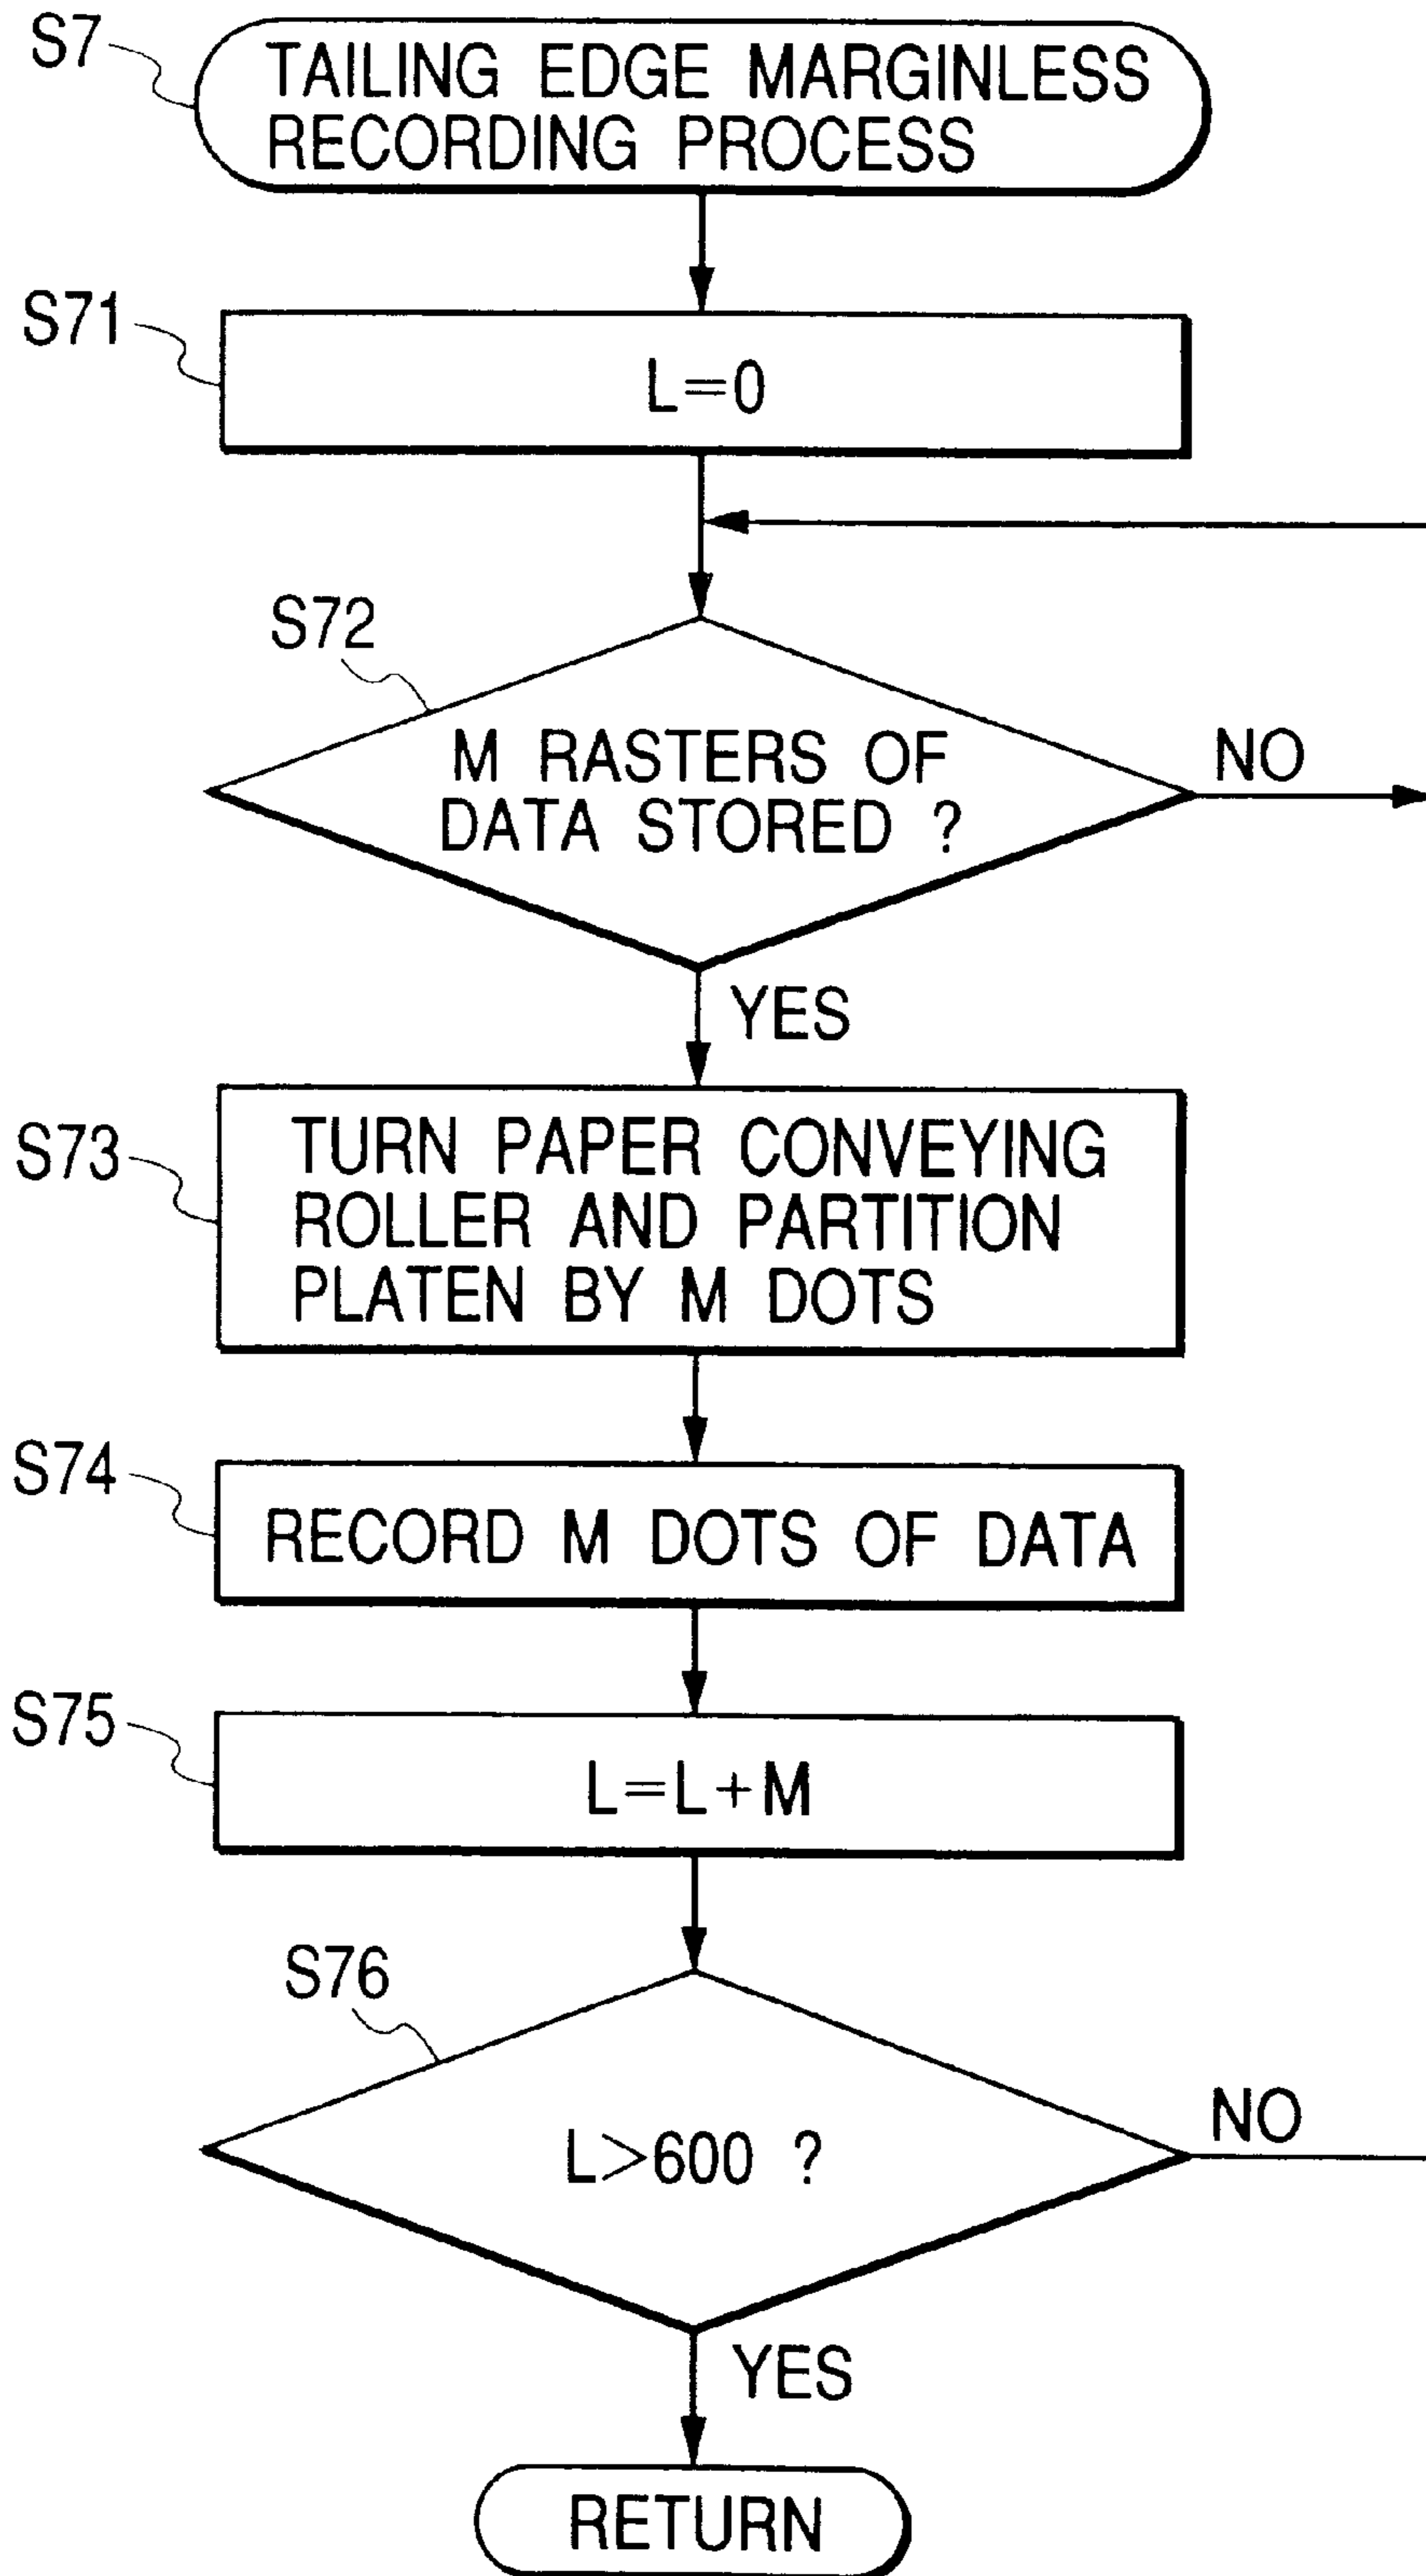 S7
TAILING EDGE MARGINLESS
RECORDING PROCESS
S71
L=0
S72
M RASTERS OF
DATA STORED ?
NO
YES
S73
TURN PAPER CONVEYING
ROLLER AND PARTITION
PLATEN BY M DOTS
S74
RECORD M DOTS OF DATA
S75
L=L+M
S76
L>600 ?
NO
YES
RETURN